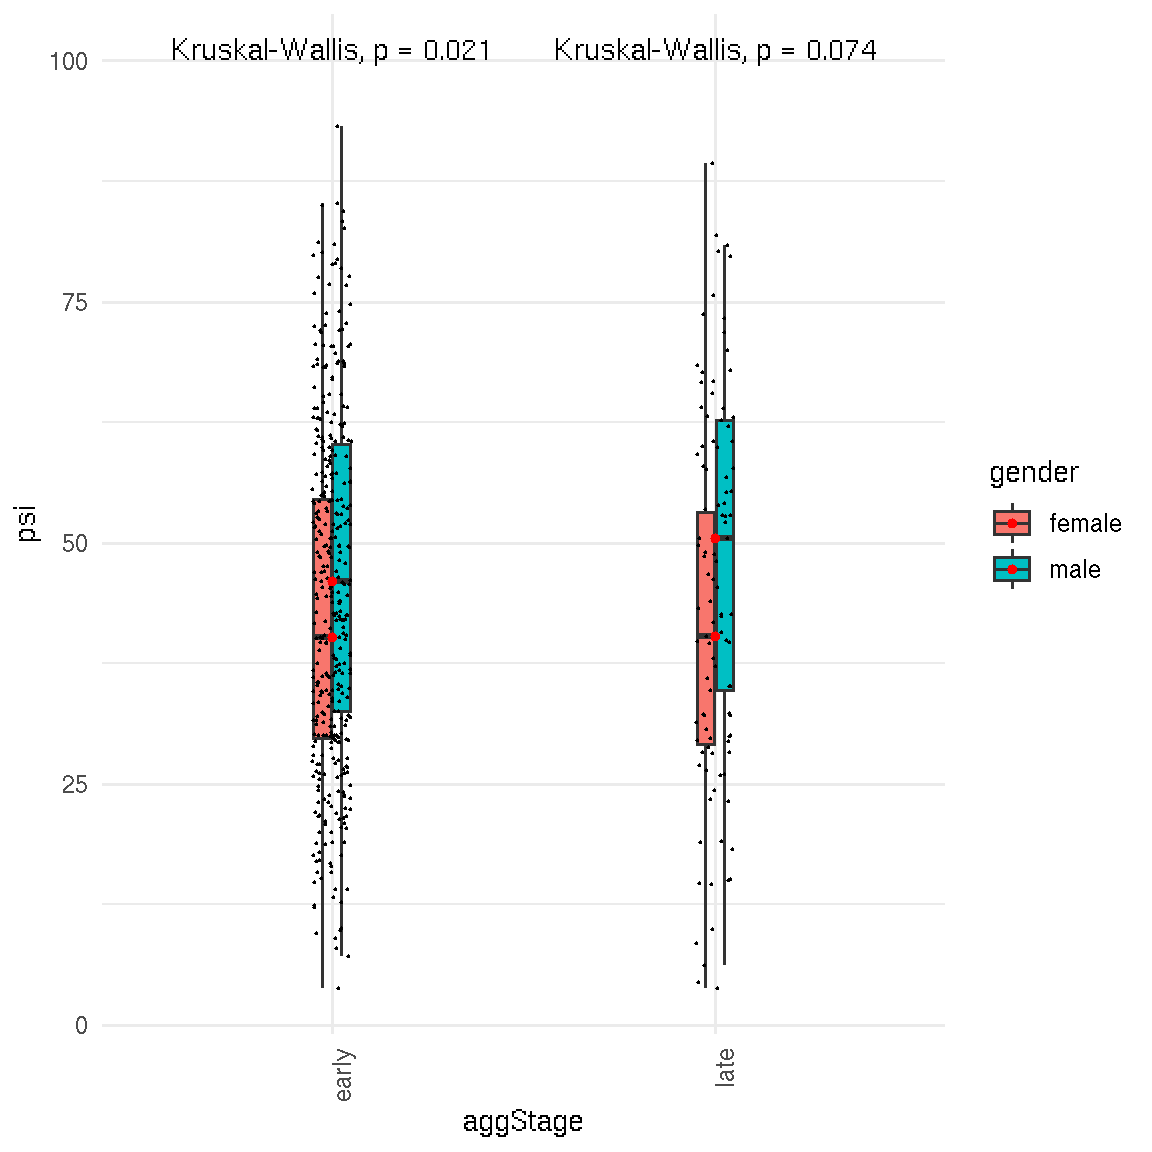 Kruskal-Wallis, p = 0.021
Kruskal-Wallis, p = 0.074
100
75
50
25
0
psi
early
late
aggStage
gender
female
male